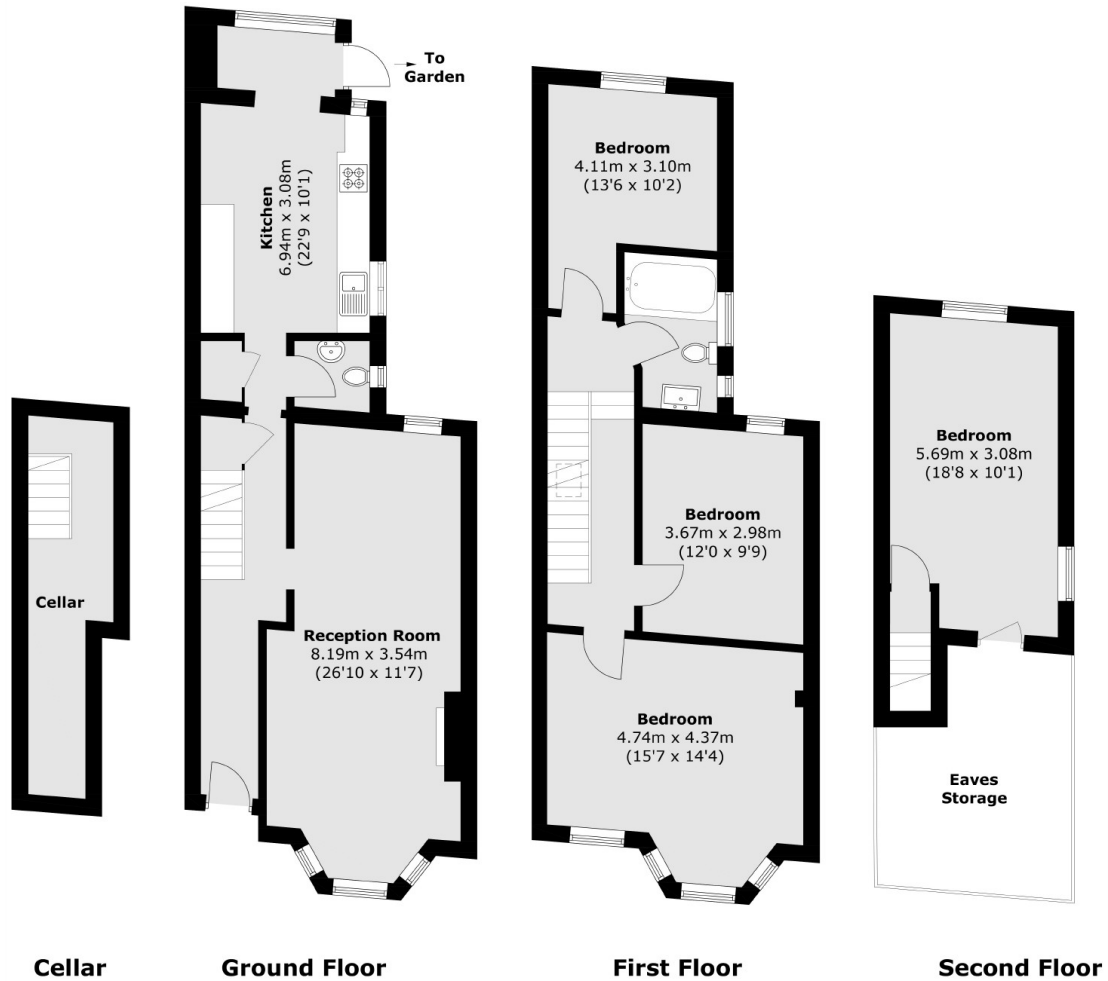 To
Garden
Kitchen
6.94m x 3.08m
(22'9 x 10'1)
Cellar
Reception Room
8.19m x 3.54m
(26'10 x 11'7)
Bedroom
4.11m x 3.10m
(13'6 x 10'2)
Bedroom
3.67m x 2.98m
(12'0 x 9'9)
Bedroom
4.74m x 4.37m
(15'7 x 14'4)
Bedroom
5.69m x 3.08m
(18'8 x 10'1)
Eaves
Storage
Cellar
Ground Floor
First Floor
Second Floor